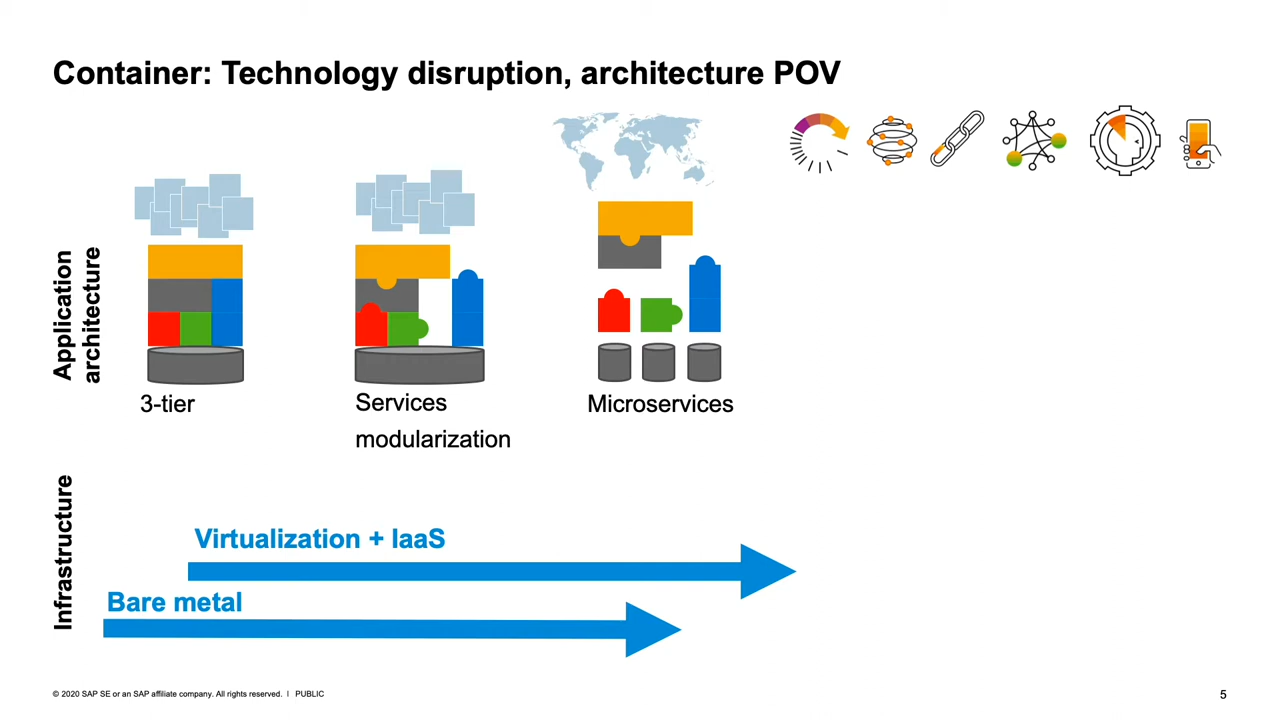 Container: Technology disruption, architecture POV
Application
architecture
3-tier
Services
modularization
Microservices
Infrastructure
Virtualization + IaaS
Bare metal
© 2020 SAP SE or an SAP affiliate company. All rights reserved. | PUBLIC
5